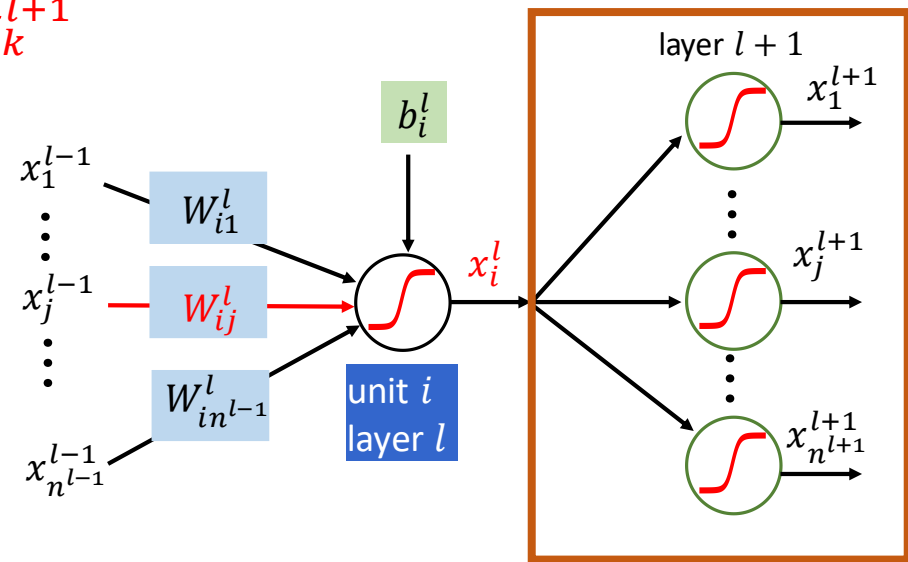 l+1
k
layer l + 1
x_1^{l+1}
b_i^l
x_1^{l-1}
W_{i1}^l
x_j^{l-1}
W_{ij}^l
x_i^l
x_j^{l+1}
W_{in^{l-1}}^l
unit i
layer l
x_{n^{l-1}}^{l-1}
x_{n^{l+1}}^{l+1}